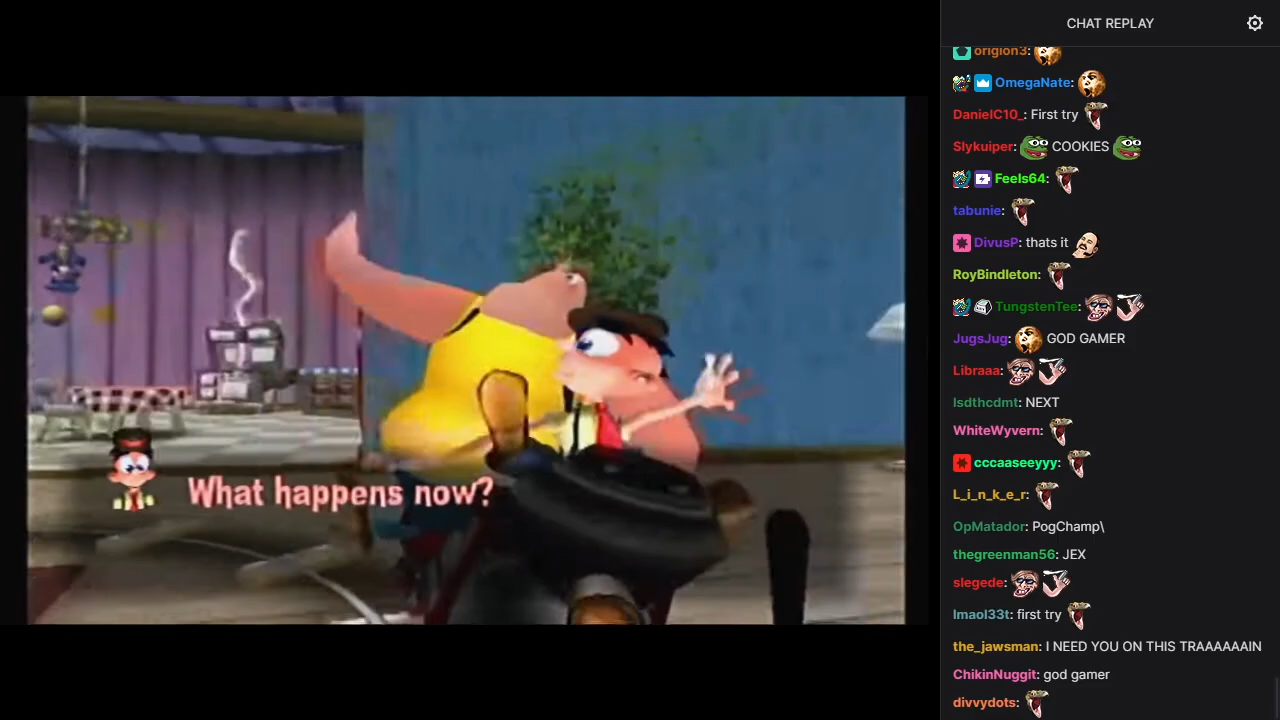 What happens now?
CHAT REPLAY
origion3:
OmegaNate:
DanielC10_: First try
Slykuiper: COOKIES
Feels64:
tabunie:
DivusP: thats it
RoyBindleton:
TungstenTee:
JugsJug: GOD GAMER
Libraaa:
lsdthcdmt: NEXT
WhiteWyvern:
cccaaseeyyy:
L_i_n_k_e_r:
OpMatador: PogChamp\
thegreenman56: JEX
slegede:
lmaol33t: first try
the_jawsman: I NEED YOU ON THIS TRAAAAAAIN
ChikinNuggit: god gamer
divvydots: